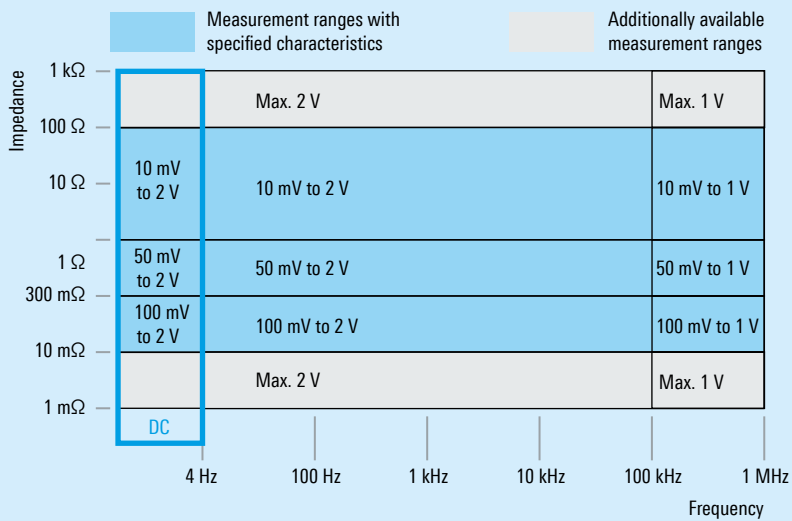 Measurement ranges with
specified characteristics
Additionally available
measurement ranges
Impedance
1 kΩ
Max. 2 V
Max. 1 V
100 Ω
10 Ω
10 mV
to 2 V
10 mV to 2 V
10 mV to 1 V
1 Ω
50 mV
to 2 V
50 mV to 2 V
50 mV to 1 V
300 mΩ
100 mV
to 2 V
100 mV to 2 V
100 mV to 1 V
10 mΩ
Max. 2 V
Max. 1 V
1 mΩ
DC
4 Hz
100 Hz
1 kHz
10 kHz
100 kHz
1 MHz
Frequency